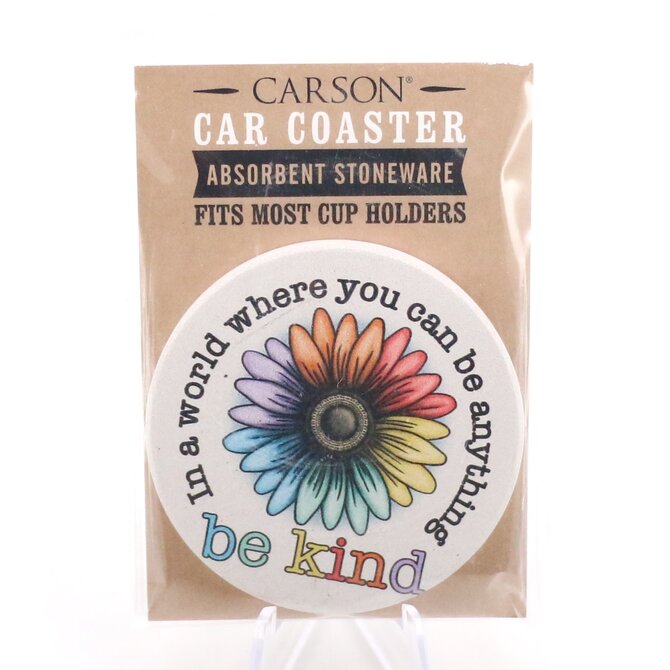 CARSON®
CAR COASTER
ABSORBENT STONEWARE
FITS MOST CUP HOLDERS
In a world where you can be anything
be kind